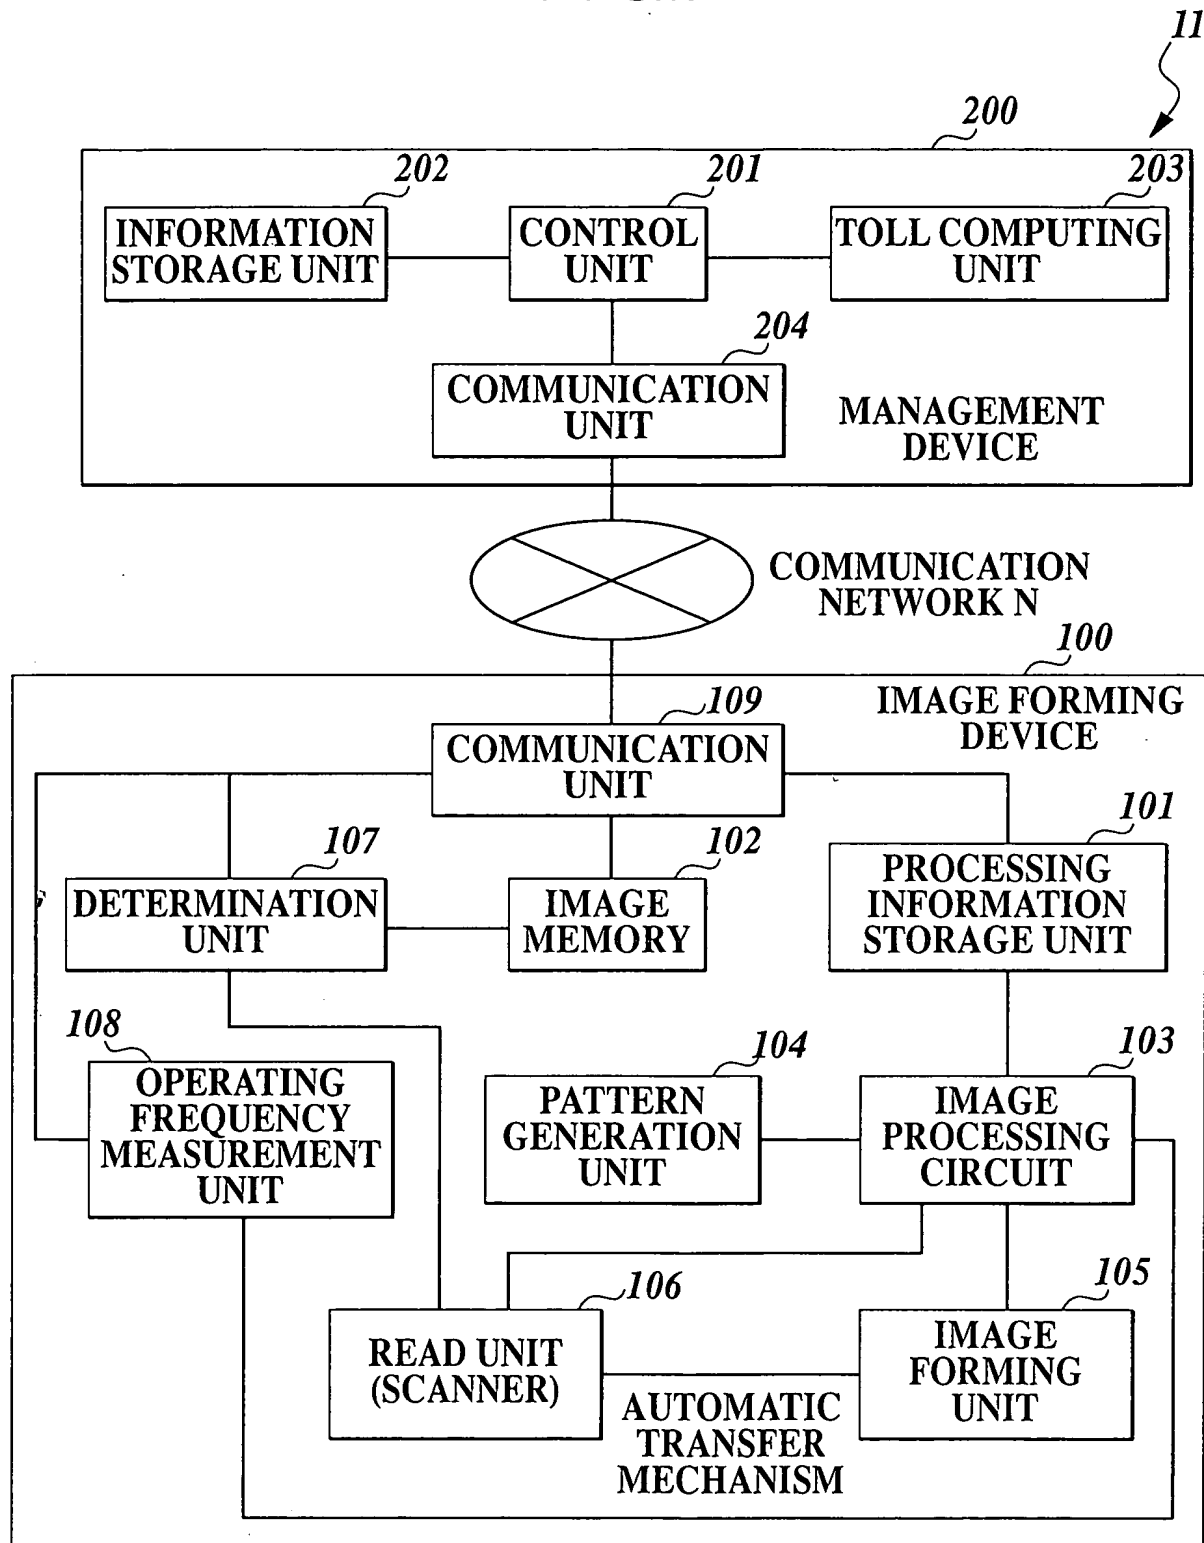 11
200
202
201
203
INFORMATION
STORAGE UNIT
CONTROL
UNIT
TOLL COMPUTING
UNIT
204
COMMUNICATION
UNIT
MANAGEMENT
DEVICE
COMMUNICATION
NETWORK N
100
IMAGE FORMING
DEVICE
109
COMMUNICATION
UNIT
101
107
102
PROCESSING
INFORMATION
STORAGE UNIT
DETERMINATION
UNIT
IMAGE
MEMORY
108
104
103
OPERATING
FREQUENCY
MEASUREMENT
UNIT
PATTERN
GENERATION
UNIT
IMAGE
PROCESSING
CIRCUIT
106
105
READ UNIT
(SCANNER)
IMAGE
FORMING
UNIT
AUTOMATIC
TRANSFER
MECHANISM